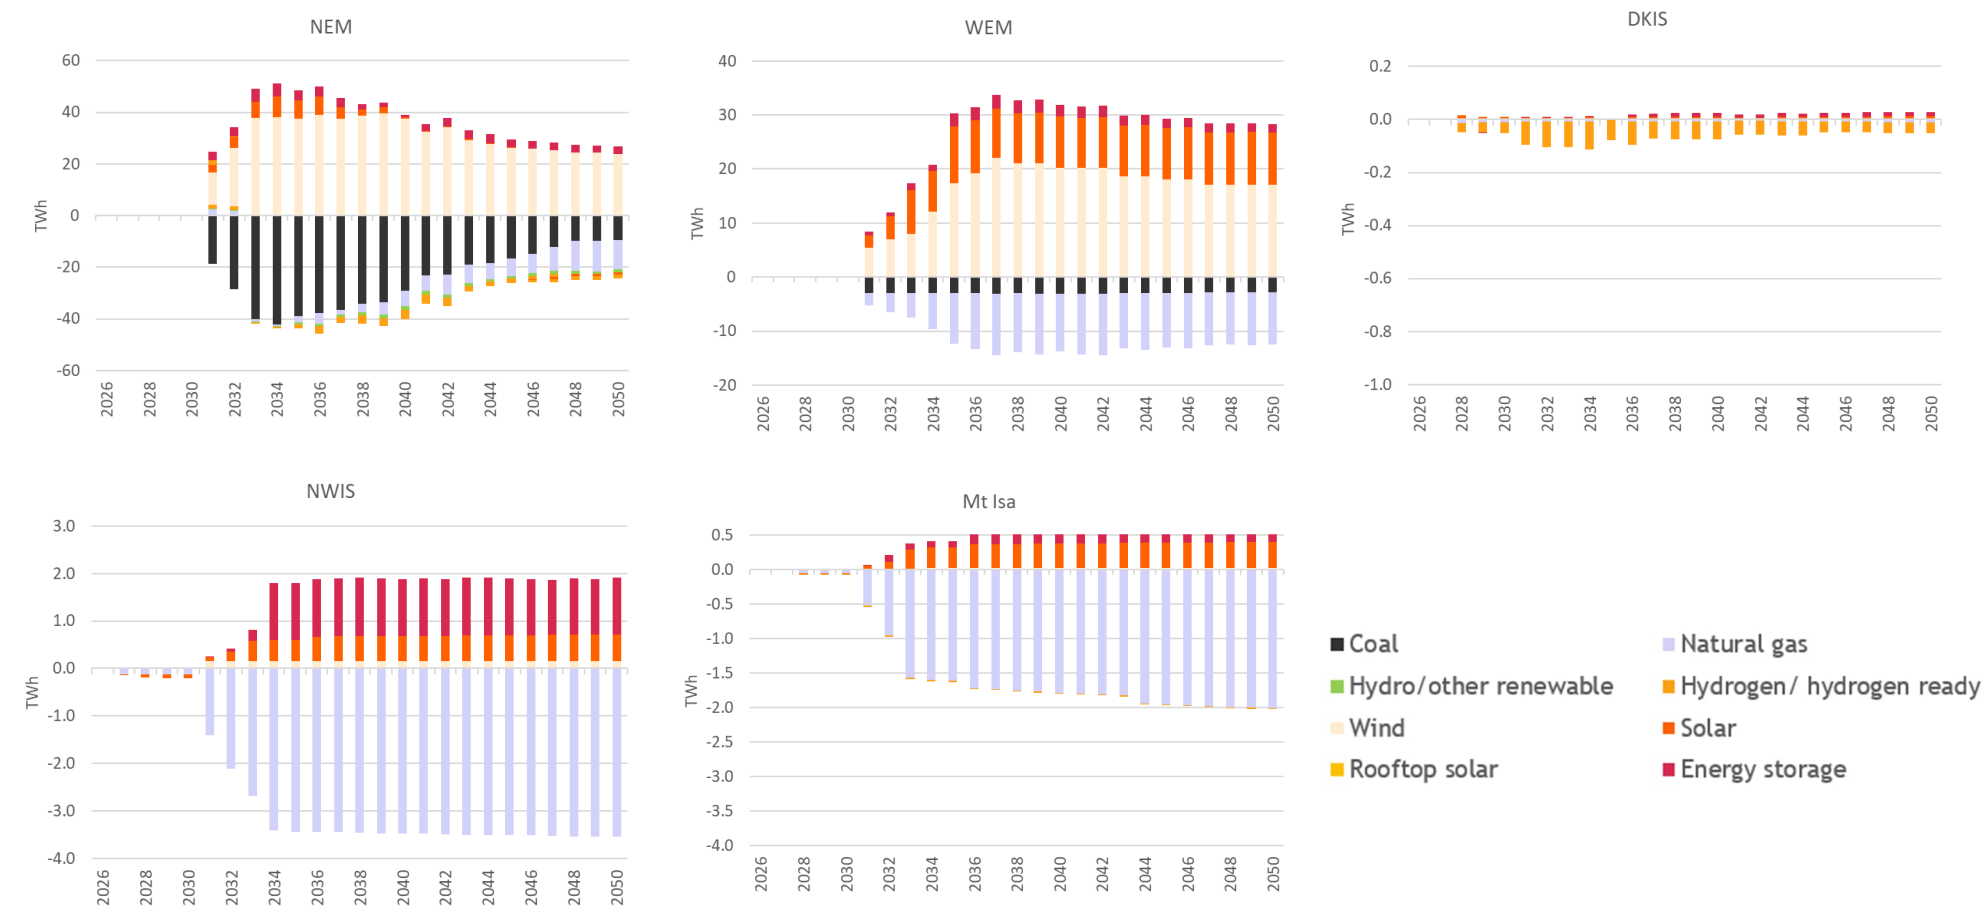 NEM
60
40
20
0
-20
-40
-60
TWh
2026 2028 2030 2032 2034 2036 2038 2040 2042 2044 2046 2048 2050
WEM
40
30
20
10
0
-10
-20
TWh
2026 2028 2030 2032 2034 2036 2038 2040 2042 2044 2046 2048 2050
DKIS
0.2
0.0
-0.2
-0.4
-0.6
-0.8
-1.0
TWh
2026 2028 2030 2032 2034 2036 2038 2040 2042 2044 2046 2048 2050
NWIS
3.0
2.0
1.0
0.0
-1.0
-2.0
-3.0
-4.0
TWh
2026 2028 2030 2032 2034 2036 2038 2040 2042 2044 2046 2048 2050
Mt Isa
0.5
0.0
-0.5
-1.0
-1.5
-2.0
-2.5
-3.0
-3.5
-4.0
TWh
2026 2028 2030 2032 2034 2036 2038 2040 2042 2044 2046 2048 2050
Coal Natural gas
Hydro/other renewable Hydrogen/ hydrogen ready
Wind Solar
Rooftop solar Energy storage